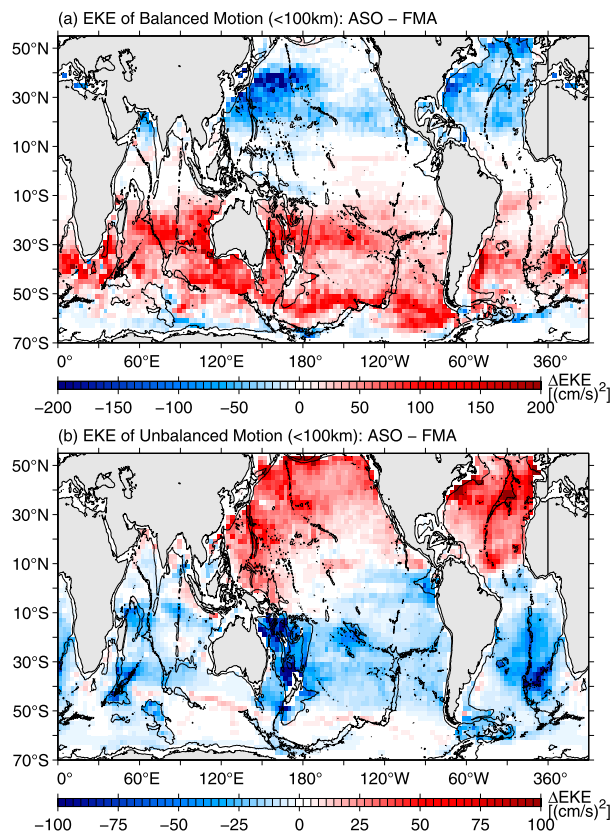 (a) EKE of Balanced Motion (<100km): ASO − FMA
50°N
30°N
10°N
10°S
30°S
50°S
70°S
0°
60°E
120°E
180°
120°W
60°W
360°
−200
−150
−100
−50
0
50
100
150
200
ΔEKE
[(cm/s)²]
(b) EKE of Unbalanced Motion (<100km): ASO − FMA
50°N
30°N
10°N
10°S
30°S
50°S
70°S
0°
60°E
120°E
180°
120°W
60°W
360°
−100
−75
−50
−25
0
25
50
75
100
ΔEKE
[(cm/s)²]